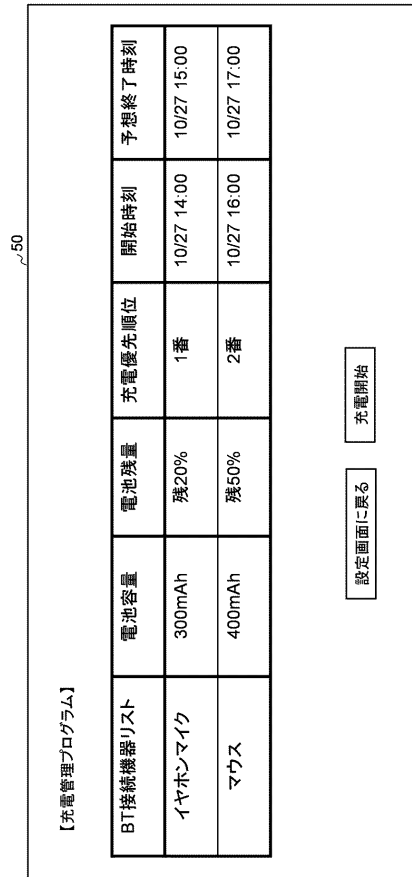 50
【充電管理プログラム】
BT接続機器リスト 電池容量 電池残量 充電優先順位 開始時刻 予想終了時刻
イヤホンマイク 300mAh 残20% 1番 10/27 14:00 10/27 15:00
マウス 400mAh 残50% 2番 10/27 16:00 10/27 17:00
設定画面に戻る 充電開始